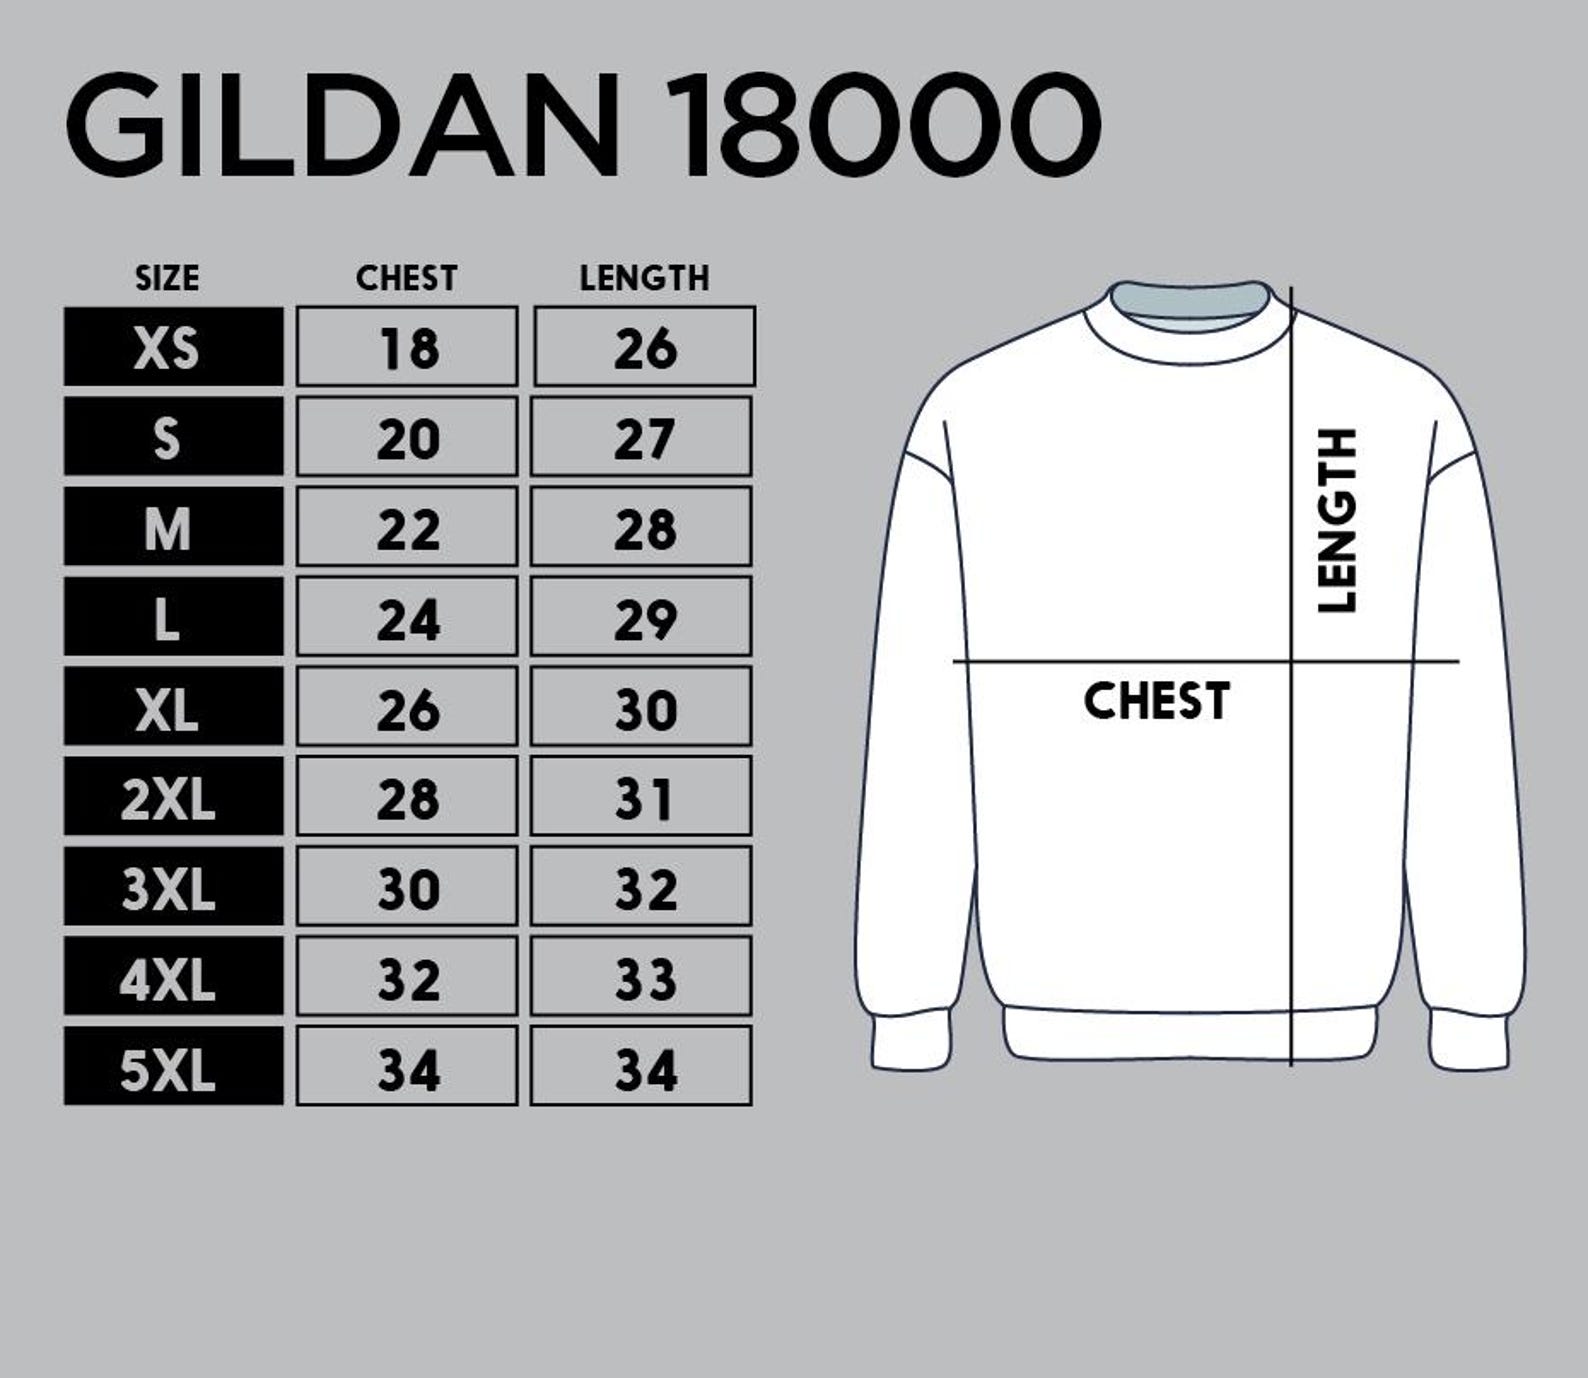 GILDAN 18000
SIZE CHEST LENGTH
XS 18 26
S 20 27
M 22 28
L 24 29
XL 26 30
2XL 28 31
3XL 30 32
4XL 32 33
5XL 34 34
LENGTH
CHEST